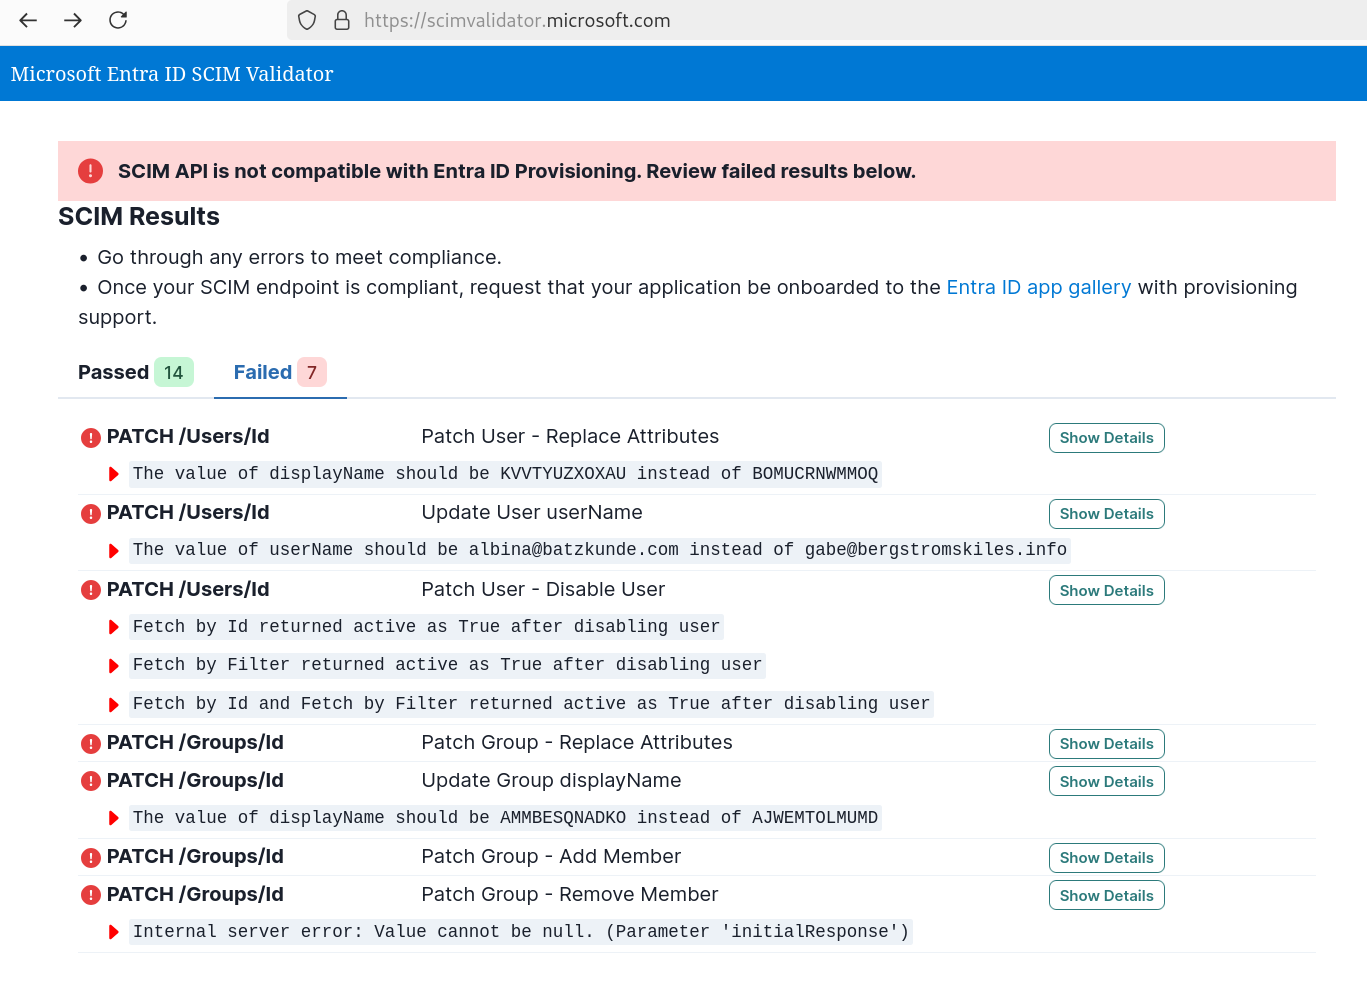 https://scimvalidator.microsoft.com
Microsoft Entra ID SCIM Validator
SCIM API is not compatible with Entra ID Provisioning. Review failed results below.
SCIM Results
• Go through any errors to meet compliance.
• Once your SCIM endpoint is compliant, request that your application be onboarded to the Entra ID app gallery with provisioning
support.
Passed 14 Failed 7
PATCH /Users/Id Patch User - Replace Attributes Show Details
The value of displayName should be KVVTYUZXOXAU instead of BOMUCRNWMMOQ
PATCH /Users/Id Update User userName Show Details
The value of userName should be albina@batzkunde.com instead of gabe@bergstromskiles.info
PATCH /Users/Id Patch User - Disable User Show Details
Fetch by Id returned active as True after disabling user
Fetch by Filter returned active as True after disabling user
Fetch by Id and Fetch by Filter returned active as True after disabling user
PATCH /Groups/Id Patch Group - Replace Attributes Show Details
PATCH /Groups/Id Update Group displayName Show Details
The value of displayName should be AMMBESQNADKO instead of AJWEMTOLMUMD
PATCH /Groups/Id Patch Group - Add Member Show Details
PATCH /Groups/Id Patch Group - Remove Member Show Details
Internal server error: Value cannot be null. (Parameter 'initialResponse')